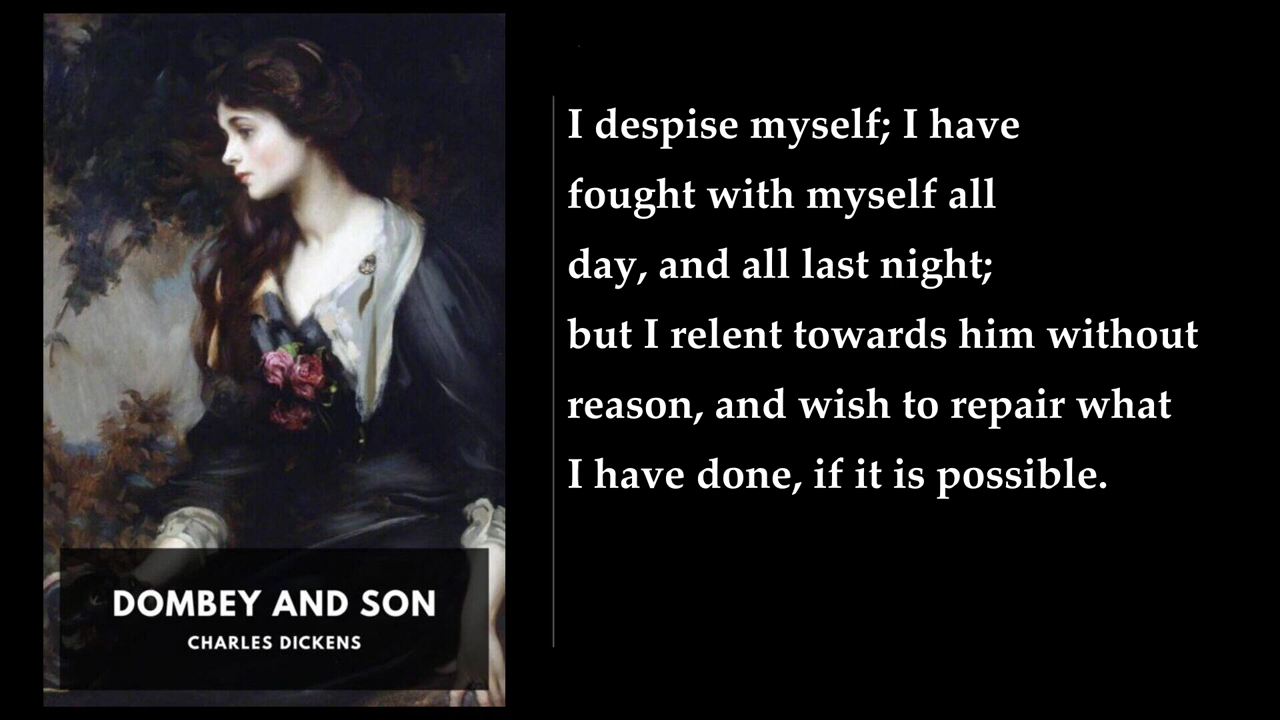 I despise myself; I have
fought with myself all
day, and all last night;
but I relent towards him without
reason, and wish to repair what
I have done, if it is possible.
DOMBEY AND SON
CHARLES DICKENS